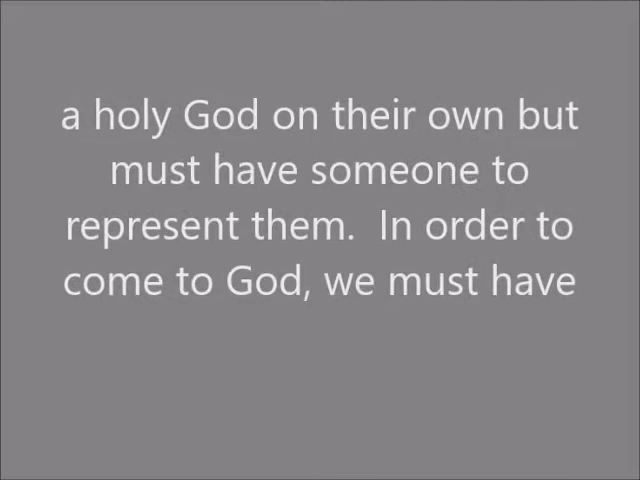 a holy God on their own but
must have someone to
represent them.  In order to
come to God, we must have